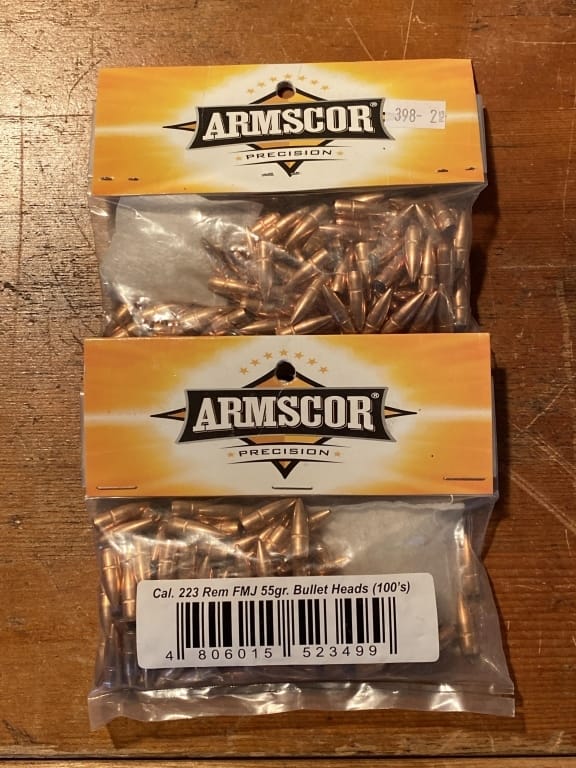 ARMSCOR®
PRECISION
398- 2
ARMSCOR®
PRECISION
Cal. 223 Rem FMJ 55gr. Bullet Heads (100's)
4 806015 523499